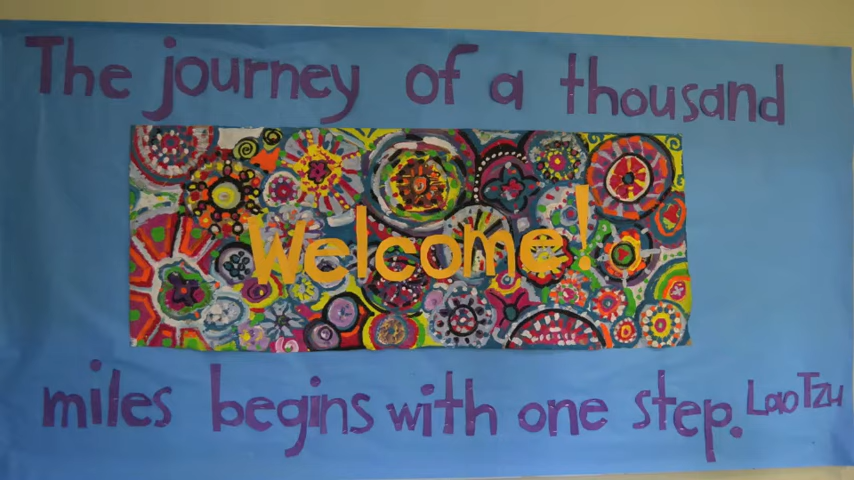 The journey of a thousand
Welcome!
miles begins with one step. Lao Tzu